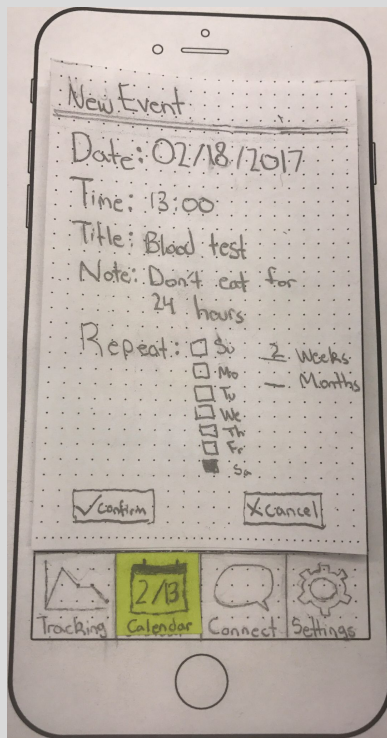 New Event
Date: 02/18/2017
Time: 13:00
Title: Blood test
Note: Don't eat for
24 hours
Repeat: Su 2 Weeks
Mo Months
Tu
We
Th
Fr
Sa
Confirm X Cancel
2/13
Tracking Calendar Connect Settings